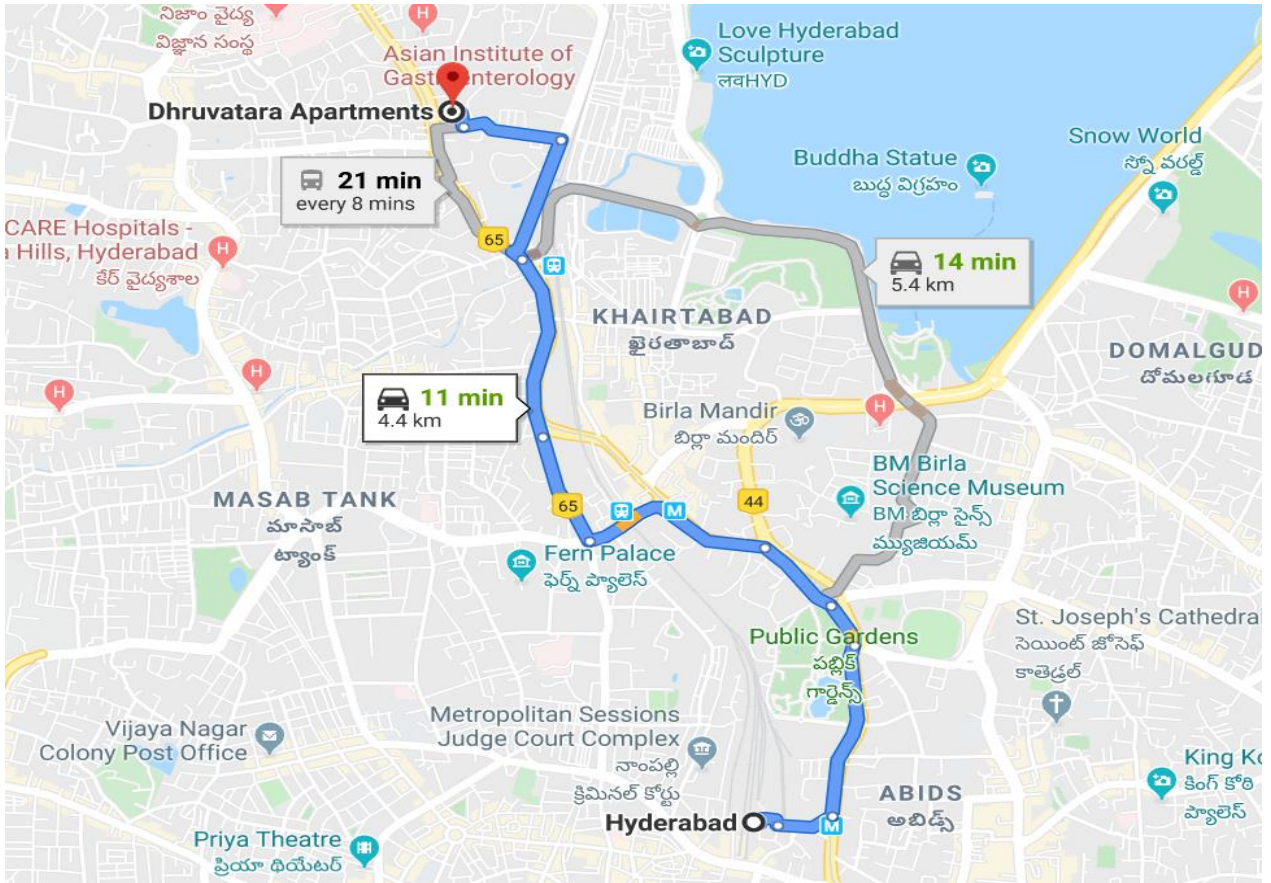 నిజాం వైద్య
విజ్ఞాన సంస్థ
H
Asian Institute of
Gastr enterology
Dhruvatara Apartments
Love Hyderabad
Sculpture
लवHYD
Snow World
స్నో వరల్డ్
Buddha Statue
బుద్ధ విగ్రహం
21 min
every 8 mins
CARE Hospitals -
a Hills, Hyderabad
కేర్ వైద్యశాల
H
65
14 min
5.4 km
H
KHAIRTABAD
ఖైరతాబాద్
DOMALGUD
దోమలగూడ
H
H
11 min
4.4 km
Birla Mandir
బిర్లా మందిర్
H
BM Birla
Science Museum
BM బిర్లా సైన్స్
మ్యుజియమ్
MASAB TANK
మాసాబ్
ట్యాంక్
65
M
44
Fern Palace
ఫెర్న్ ప్యాలెస్
Public Gardens
పబ్లిక్
గార్డెన్స్
St. Joseph's Cathedral
సెయింట్ జోసెఫ్
కాతెడ్రల్
Vijaya Nagar
Colony Post Office
Metropolitan Sessions
Judge Court Complex
నాంపల్లి
క్రిమినల్ కోర్టు
King Ko
కింగ్ కోఠి
ప్యాలెస్
ABIDS
అబిడ్స్
Hyderabad
M
Priya Theatre
ప్రియా థియేటర్